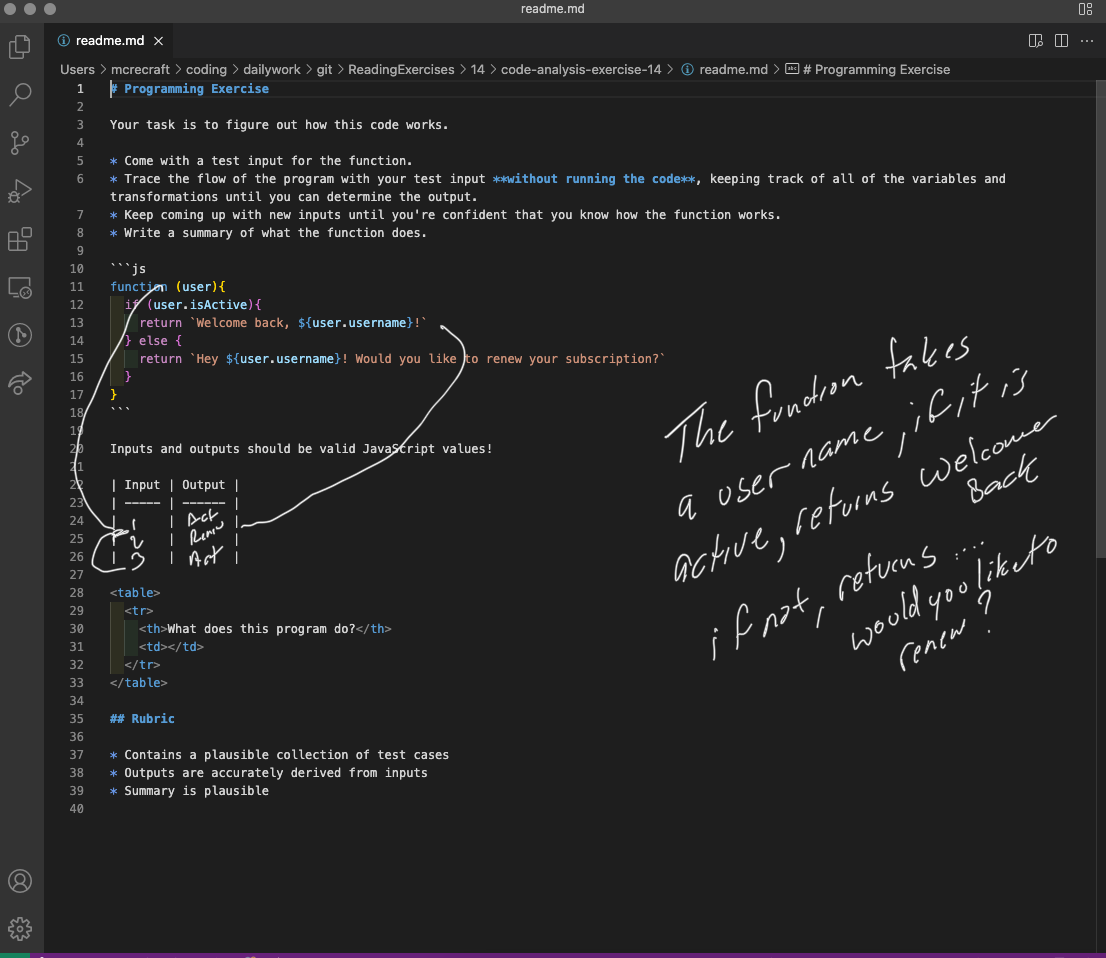 readme.md
readme.md
Users > mcrecraft > coding > dailywork > git > ReadingExercises > 14 > code-analysis-exercise-14 > readme.md > # Programming Exercise
1 # Programming Exercise
2
3 Your task is to figure out how this code works.
4
5 * Come with a test input for the function.
6 * Trace the flow of the program with your test input **without running the code**, keeping track of all of the variables and
transformations until you can determine the output.
7 * Keep coming up with new inputs until you're confident that you know how the function works.
8 * Write a summary of what the function does.
9
10 ```js
11 function (user){
12 if (user.isActive){
13 return `Welcome back, ${user.username}!`
14 } else {
15 return `Hey ${user.username}! Would you like to renew your subscription?`
16 }
17 }
18 ```
19
20 Inputs and outputs should be valid JavaScript values!
21
22 | Input | Output |
23 | ----- | ------ |
24 | 1 | Act |
25 | 2 | |
26 | 3 | Act |
27
28 <table>
29 <tr>
30 <th>What does this program do?</th>
31 <td></td>
32 </tr>
33 </table>
34
35 ## Rubric
36
37 * Contains a plausible collection of test cases
38 * Outputs are accurately derived from inputs
39 * Summary is plausible
40
The function takes
a user name, if it is
active, returns welcome
Back
if not, returns ....
would you like to
renew?